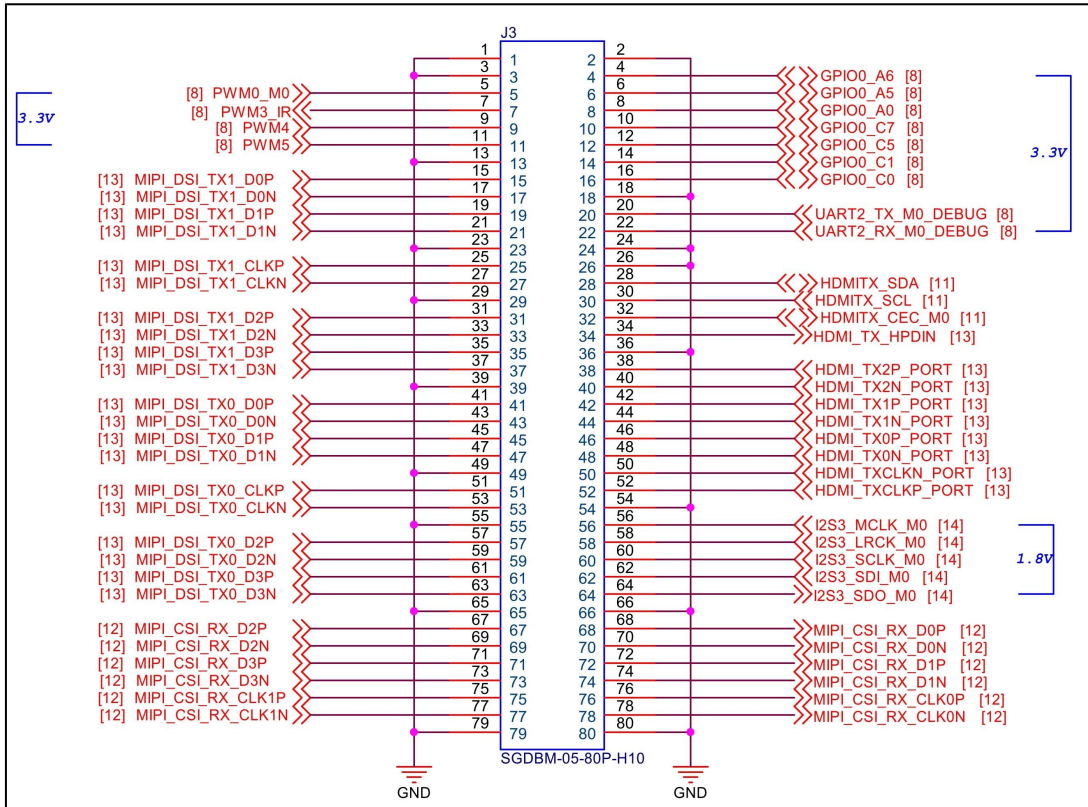 J3
1 1 2 2
3 3 4 4 GPIO0_A6 [8]
[8] PWM0_M0 5 5 6 6 GPIO0_A5 [8]
3.3V [8] PWM3_IR 7 7 8 8 GPIO0_A0 [8]
[8] PWM4 9 9 10 10 GPIO0_C7 [8]
[8] PWM5 11 11 12 12 GPIO0_C5 [8] 3.3V
13 13 14 14 GPIO0_C1 [8]
[13] MIPI_DSI_TX1_D0P 15 15 16 16 GPIO0_C0 [8]
[13] MIPI_DSI_TX1_D0N 17 17 18 18
[13] MIPI_DSI_TX1_D1P 19 19 20 20 UART2_TX_M0_DEBUG [8]
[13] MIPI_DSI_TX1_D1N 21 21 22 22 UART2_RX_M0_DEBUG [8]
23 23 24 24
[13] MIPI_DSI_TX1_CLKP 25 25 26 26
[13] MIPI_DSI_TX1_CLKN 27 27 28 28 HDMITX_SDA [11]
29 29 30 30 HDMITX_SCL [11]
[13] MIPI_DSI_TX1_D2P 31 31 32 32 HDMITX_CEC_M0 [11]
[13] MIPI_DSI_TX1_D2N 33 33 34 34 HDMI_TX_HPDIN [13]
[13] MIPI_DSI_TX1_D3P 35 35 36 36
[13] MIPI_DSI_TX1_D3N 37 37 38 38 HDMI_TX2P_PORT [13]
39 39 40 40 HDMI_TX2N_PORT [13]
[13] MIPI_DSI_TX0_D0P 41 41 42 42 HDMI_TX1P_PORT [13]
[13] MIPI_DSI_TX0_D0N 43 43 44 44 HDMI_TX1N_PORT [13]
[13] MIPI_DSI_TX0_D1P 45 45 46 46 HDMI_TX0P_PORT [13]
[13] MIPI_DSI_TX0_D1N 47 47 48 48 HDMI_TX0N_PORT [13]
49 49 50 50 HDMI_TXCLKN_PORT [13]
[13] MIPI_DSI_TX0_CLKP 51 51 52 52 HDMI_TXCLKP_PORT [13]
[13] MIPI_DSI_TX0_CLKN 53 53 54 54
55 55 56 56 I2S3_MCLK_M0 [14]
[13] MIPI_DSI_TX0_D2P 57 57 58 58 I2S3_LRCK_M0 [14]
[13] MIPI_DSI_TX0_D2N 59 59 60 60 I2S3_SCLK_M0 [14] 1.8V
[13] MIPI_DSI_TX0_D3P 61 61 62 62 I2S3_SDI_M0 [14]
[13] MIPI_DSI_TX0_D3N 63 63 64 64 I2S3_SDO_M0 [14]
65 65 66 66
[12] MIPI_CSI_RX_D2P 67 67 68 68 MIPI_CSI_RX_D0P [12]
[12] MIPI_CSI_RX_D2N 69 69 70 70 MIPI_CSI_RX_D0N [12]
[12] MIPI_CSI_RX_D3P 71 71 72 72 MIPI_CSI_RX_D1P [12]
[12] MIPI_CSI_RX_D3N 73 73 74 74 MIPI_CSI_RX_D1N [12]
[12] MIPI_CSI_RX_CLK1P 75 75 76 76 MIPI_CSI_RX_CLK0P [12]
[12] MIPI_CSI_RX_CLK1N 77 77 78 78 MIPI_CSI_RX_CLK0N [12]
79 79 80 80
SGDBM-05-80P-H10
GND GND